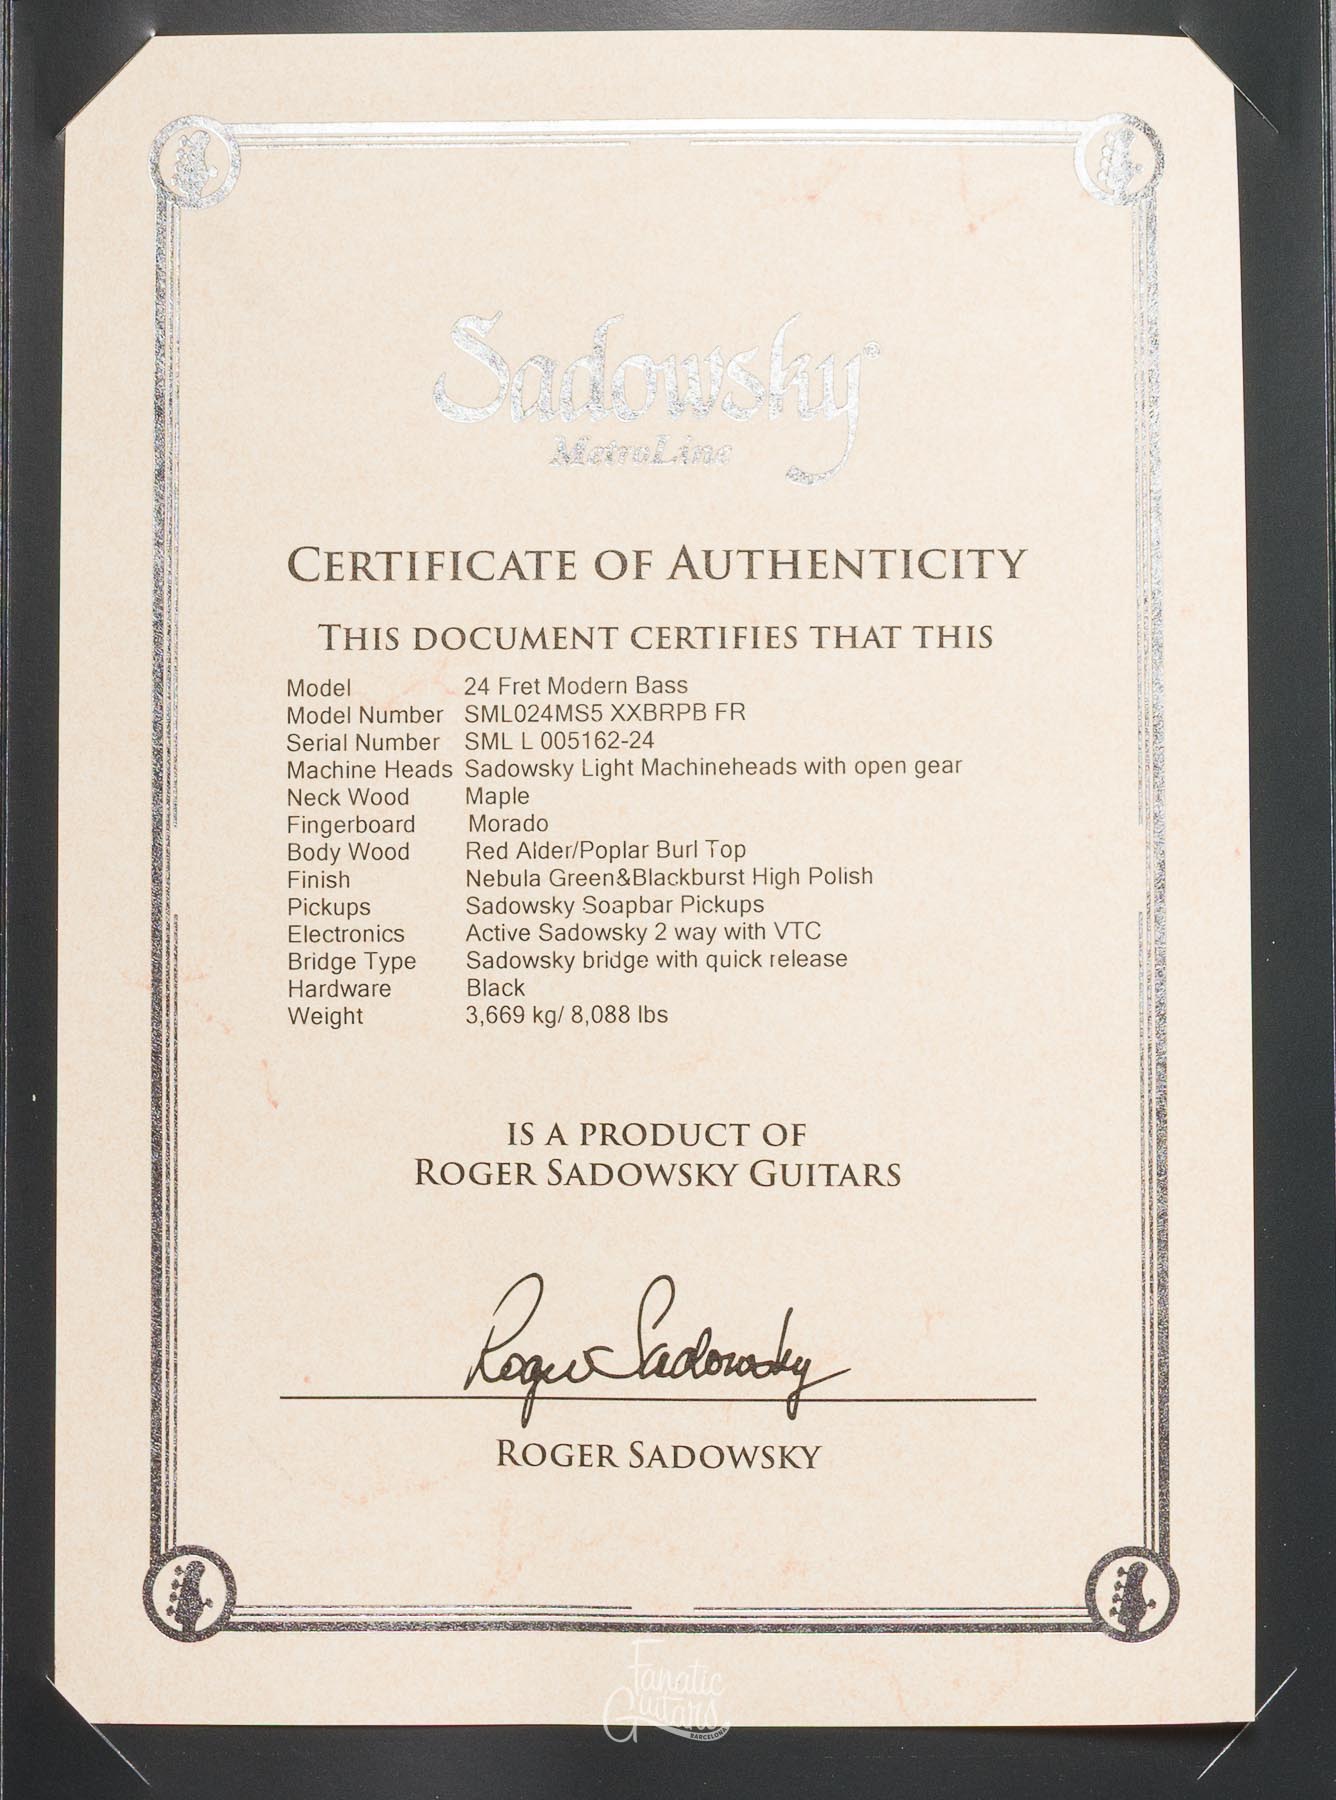 Sadowsky®
MetroLine
CERTIFICATE OF AUTHENTICITY
THIS DOCUMENT CERTIFIES THAT THIS
Model 24 Fret Modern Bass
Model Number SML024MS5 XXBRPB FR
Serial Number SML L 005162-24
Machine Heads Sadowsky Light Machineheads with open gear
Neck Wood Maple
Fingerboard Morado
Body Wood Red Alder/Poplar Burl Top
Finish Nebula Green&Blackburst High Polish
Pickups Sadowsky Soapbar Pickups
Electronics Active Sadowsky 2 way with VTC
Bridge Type Sadowsky bridge with quick release
Hardware Black
Weight 3,669 kg/ 8,088 lbs
IS A PRODUCT OF
ROGER SADOWSKY GUITARS
Roger Sadowsky
ROGER SADOWSKY
Fanatic
Guitars
BARCELONA